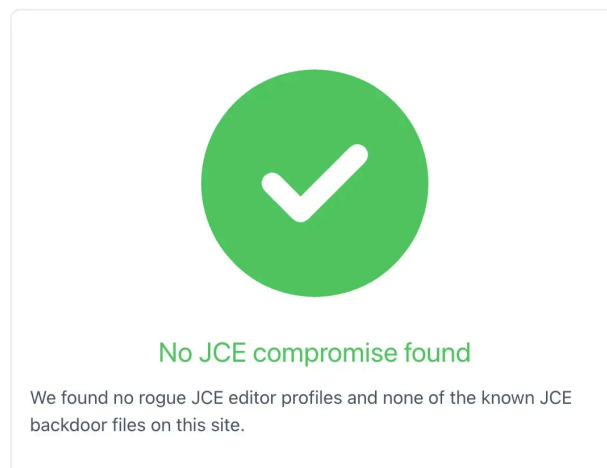 No JCE compromise found
We found no rogue JCE editor profiles and none of the known JCE
backdoor files on this site.